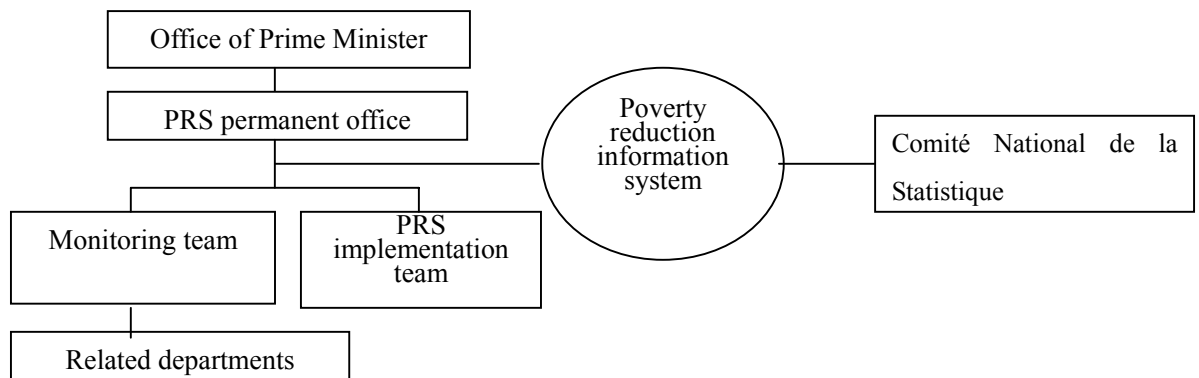 Office of Prime Minister
PRS permanent office
Poverty
reduction
information
system
Comité National de la
Statistique
Monitoring team
PRS
implementation
team
Related departments